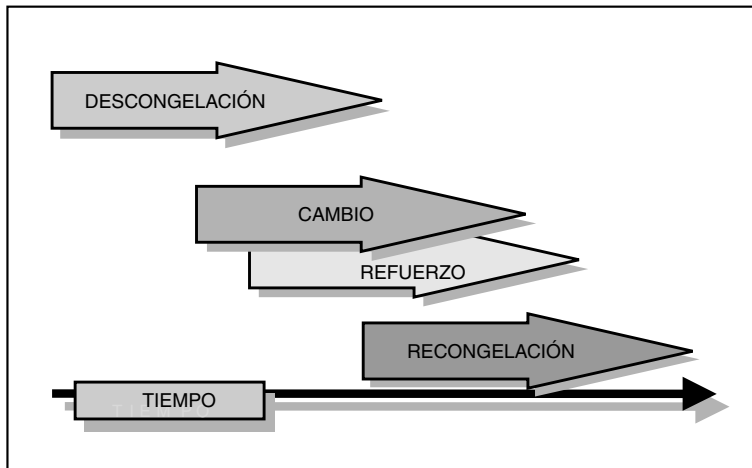 DESCONGELACIÓN
CAMBIO
REFUERZO
RECONGELACIÓN
TIEMPO